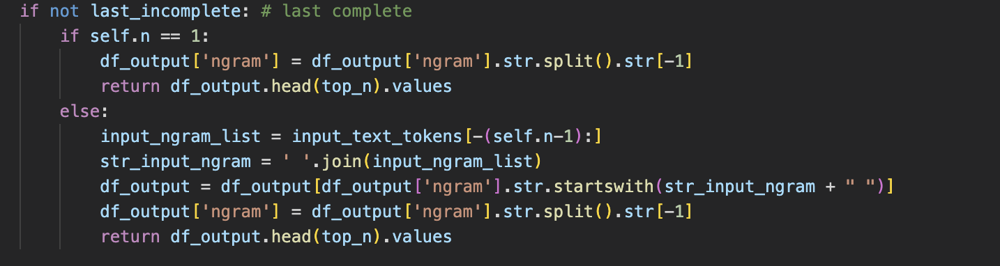 if not last_incomplete: # last complete
    if self.n == 1:
        df_output['ngram'] = df_output['ngram'].str.split().str[-1]
        return df_output.head(top_n).values
    else:
        input_ngram_list = input_text_tokens[-(self.n-1):]
        str_input_ngram = ' '.join(input_ngram_list)
        df_output = df_output[df_output['ngram'].str.startswith(str_input_ngram + " ")]
        df_output['ngram'] = df_output['ngram'].str.split().str[-1]
        return df_output.head(top_n).values